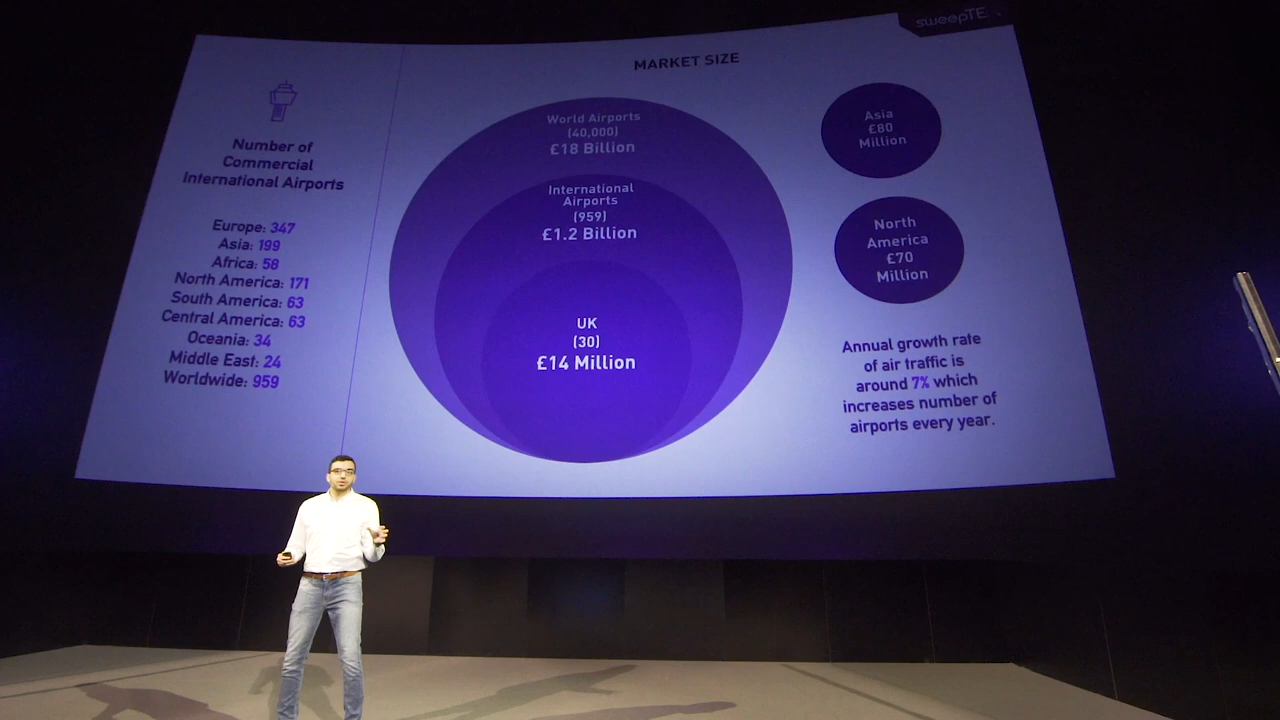 sweepTE
MARKET SIZE
Number of
Commercial
International Airports
Europe: 347
Asia: 199
Africa: 58
North America: 171
South America: 63
Central America: 63
Oceania: 34
Middle East: 24
Worldwide: 959
World Airports
(40,000)
£18 Billion
International
Airports
(959)
£1.2 Billion
UK
(30)
£14 Million
Asia
£80
Million
North
America
£70
Million
Annual growth rate
of air traffic is
around 7% which
increases number of
airports every year.